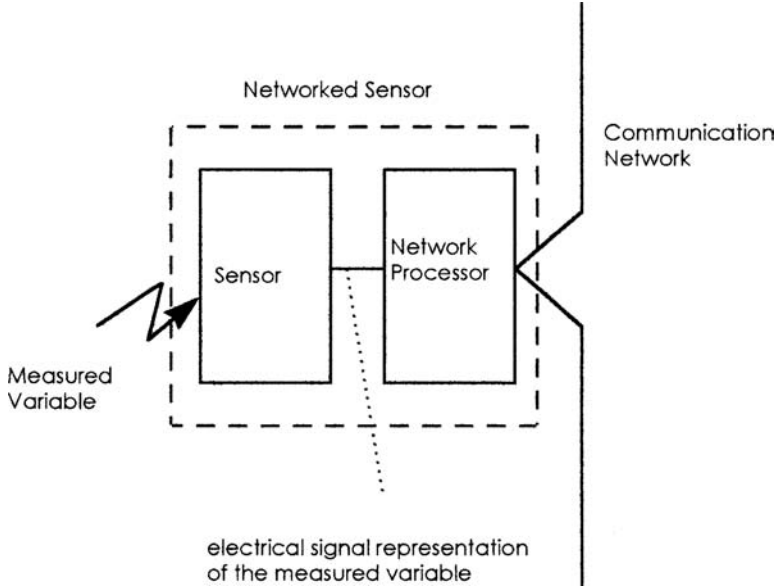 Networked Sensor
Communication
Network
Sensor
Network
Processor
Measured
Variable
electrical signal representation
of the measured variable